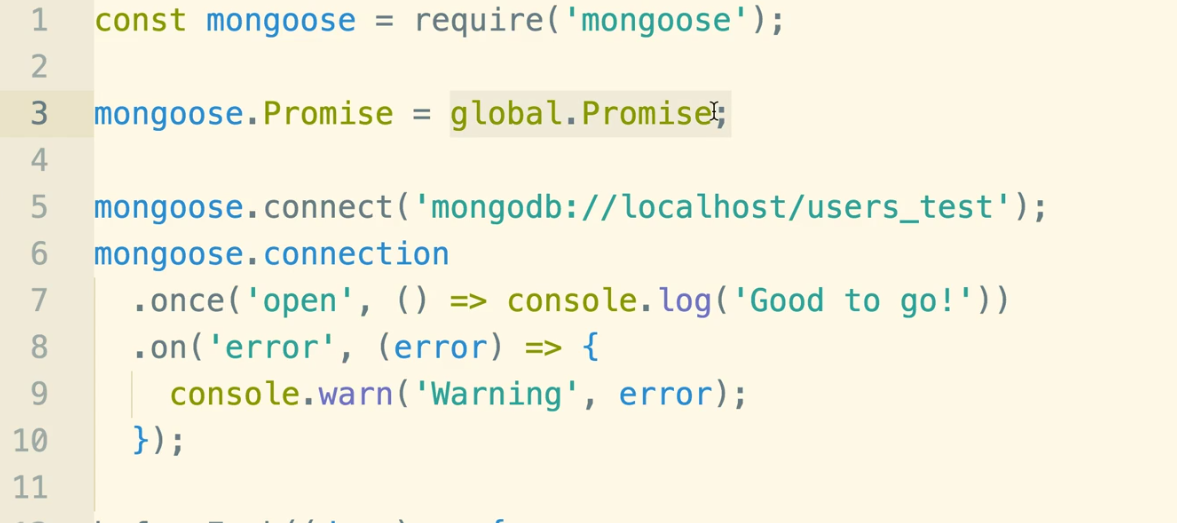 1 const mongoose = require('mongoose');
2
3 mongoose.Promise = global.Promise;
4
5 mongoose.connect('mongodb://localhost/users_test');
6 mongoose.connection
7 .once('open', () => console.log('Good to go!'))
8 .on('error', (error) => {
9 console.warn('Warning', error);
10 });
11